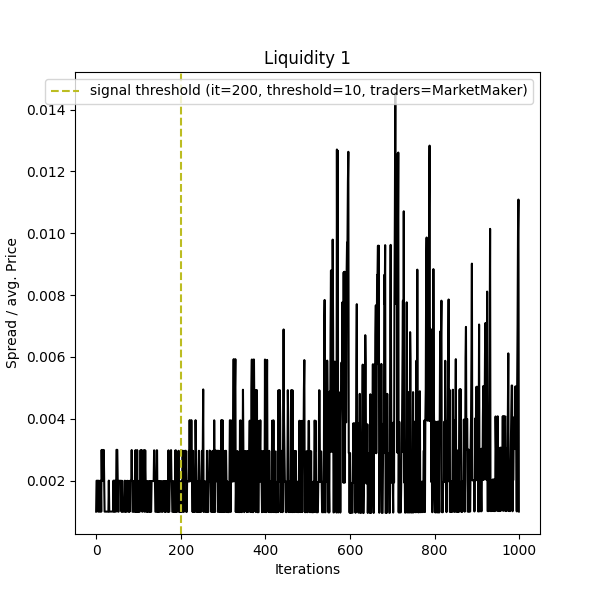 Liquidity 1
signal threshold (it=200, threshold=10, traders=MarketMaker)
0.014
0.012
0.010
0.008
0.006
0.004
0.002
Spread / avg. Price
0 200 400 600 800 1000
Iterations